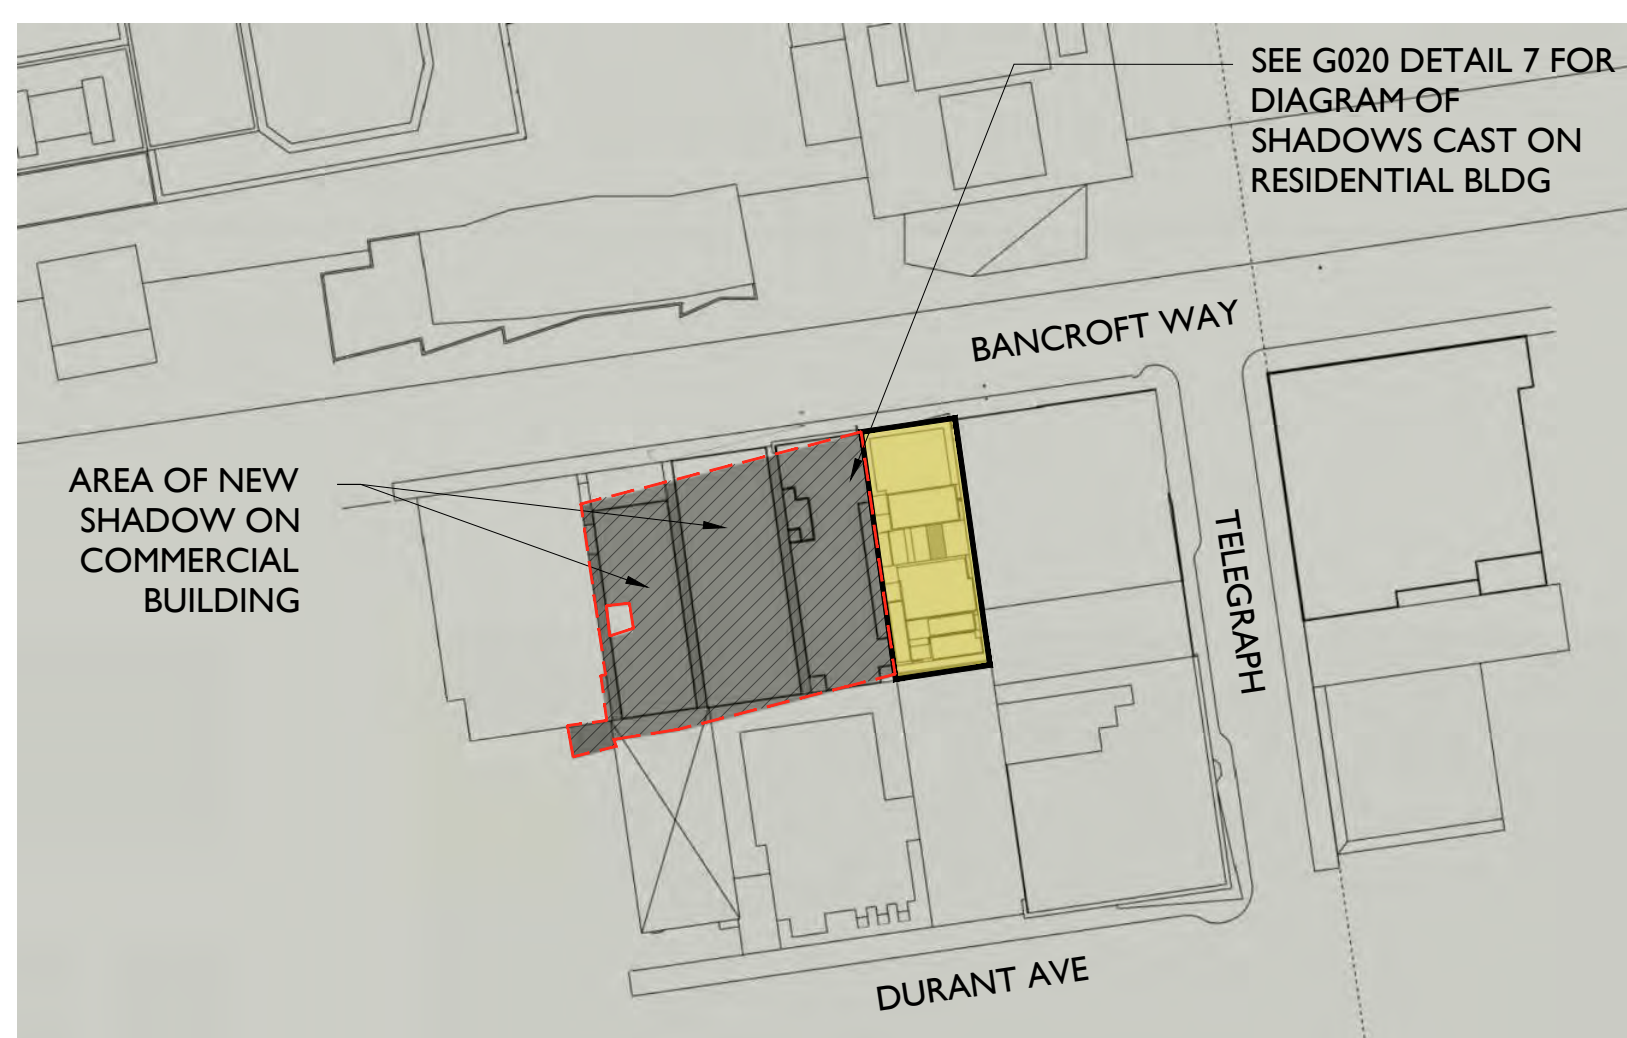 SEE G020 DETAIL 7 FOR
DIAGRAM OF
SHADOWS CAST ON
RESIDENTIAL BLDG
BANCROFT WAY
AREA OF NEW
SHADOW ON
COMMERCIAL
BUILDING
TELEGRAPH
DURANT AVE